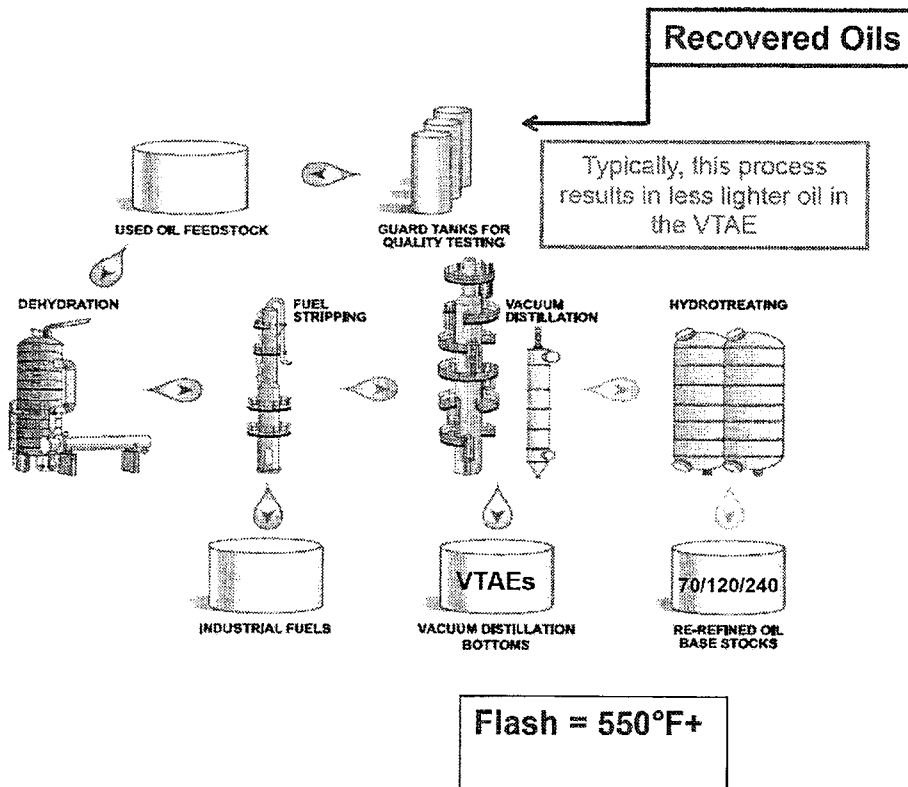 Recovered Oils
Typically, this process
results in less lighter oil in
the VTAE
USED OIL FEEDSTOCK
GUARD TANKS FOR
QUALITY TESTING
DEHYDRATION
FUEL
STRIPPING
VACUUM
DISTILLATION
HYDROTREATING
INDUSTRIAL FUELS
VTAEs
VACUUM DISTILLATION
BOTTOMS
70/120/240
RE-REFINED OIL
BASE STOCKS
Flash = 550°F+